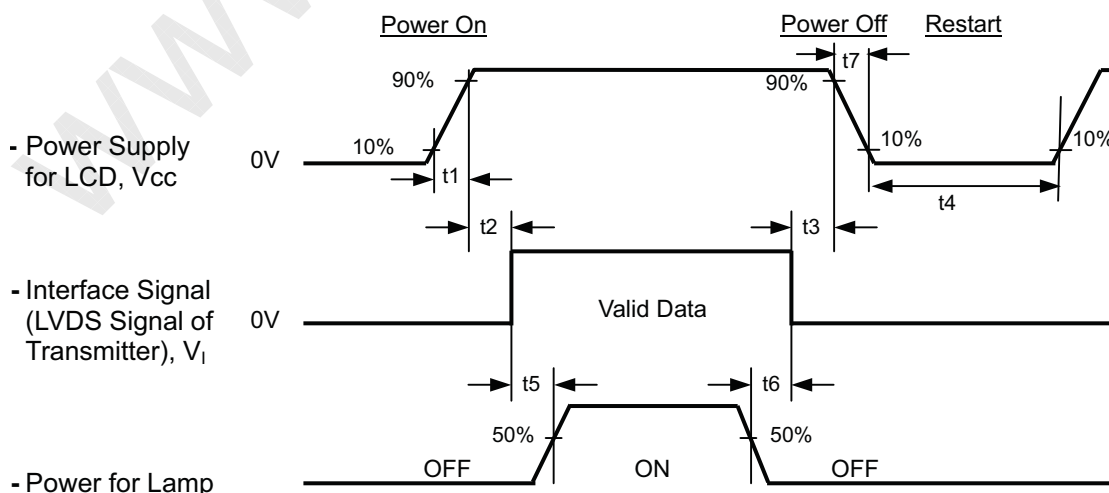 Power On
Power Off
Restart
t7
90%
90%
10%
10%
10%
- Power Supply
for LCD, Vcc
0V
t1
t4
t2
t3
- Interface Signal
(LVDS Signal of
Transmitter), VI
0V
Valid Data
t5
t6
50%
50%
OFF
ON
OFF
- Power for Lamp